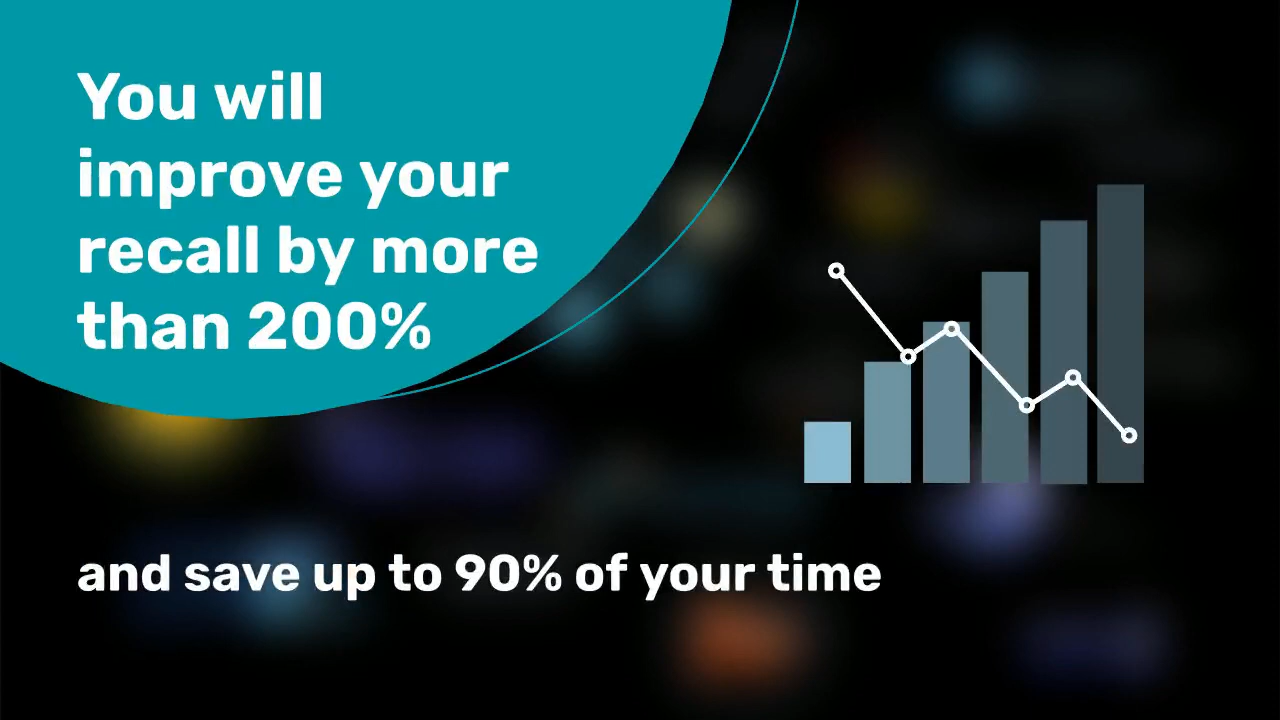 You will
improve your
recall by more
than 200%
and save up to 90% of your time